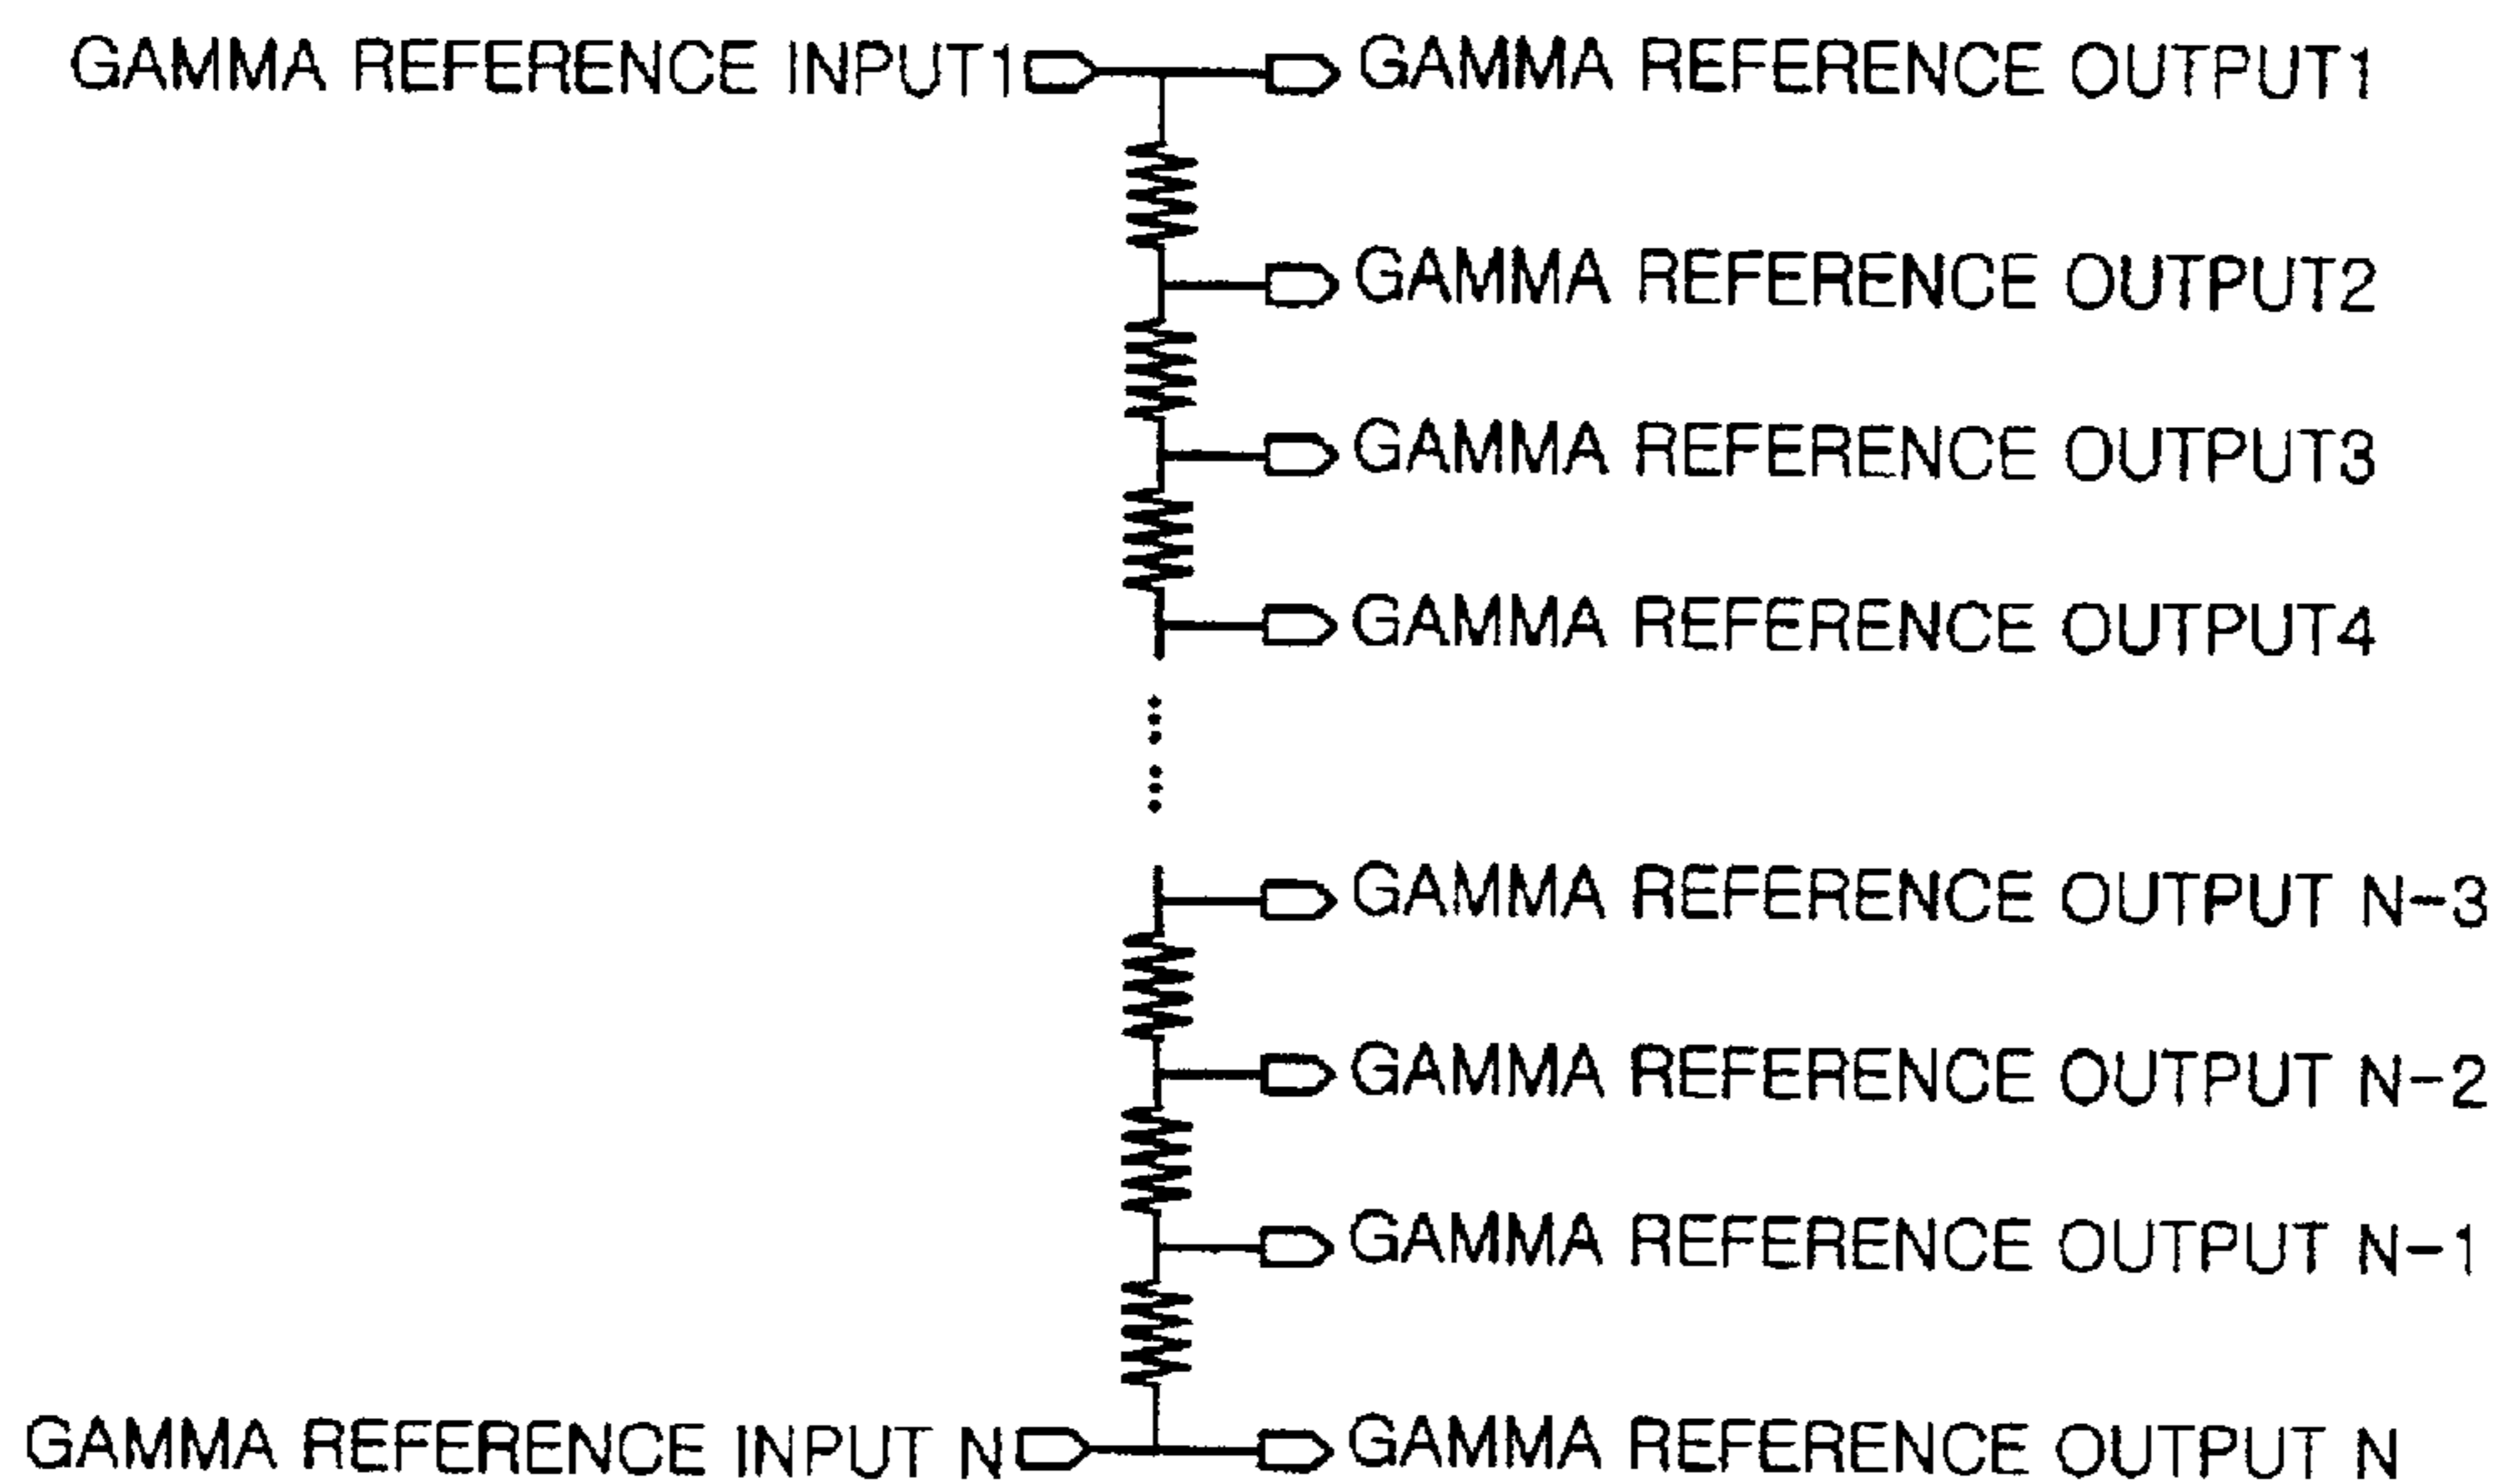 GAMMA REFERENCE INPUT1 GAMMA REFERENCE OUTPUT1
GAMMA REFERENCE OUTPUT2
GAMMA REFERENCE OUTPUT3
GAMMA REFERENCE OUTPUT4
GAMMA REFERENCE OUTPUT N-3
GAMMA REFERENCE OUTPUT N-2
GAMMA REFERENCE OUTPUT N-1
GAMMA REFERENCE INPUT N GAMMA REFERENCE OUTPUT N